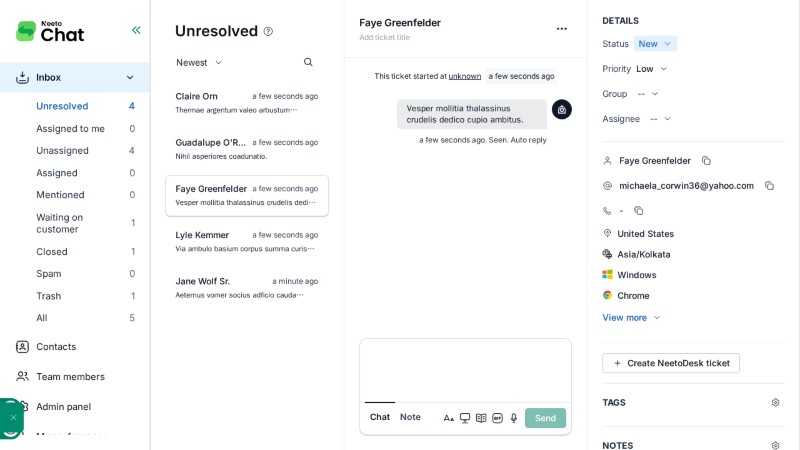 Neeto
Chat
Inbox
Unresolved 4
Assigned to me 0
Unassigned 4
Assigned 0
Mentioned 0
Waiting on
customer 1
Closed 1
Spam 0
Trash 1
All 5
Contacts
Team members
Admin panel
Unresolved
Newest
Claire Orn a few seconds ago
Thermae argentum valeo arbustum···
Guadalupe O'R... a few seconds ago
Nihil asperiores coadunatio.
Faye Greenfelder a few seconds ago
Vesper mollitia thalassinus crudelis dedi···
Lyle Kemmer a few seconds ago
Via ambulo basium corpus summa curis···
Jane Wolf Sr. a minute ago
Aeternus vomer socius adficio cauda···
Faye Greenfelder
Add ticket title
This ticket started at unknown a few seconds ago
Vesper mollitia thalassinus
crudelis dedico cupio ambitus.
a few seconds ago. Seen. Auto reply
Chat Note
GIF
Send
DETAILS
Status New
Priority Low
Group --
Assignee --
Faye Greenfelder
michaela_corwin36@yahoo.com
-
United States
Asia/Kolkata
Windows
Chrome
View more
+ Create NeetoDesk ticket
TAGS
NOTES